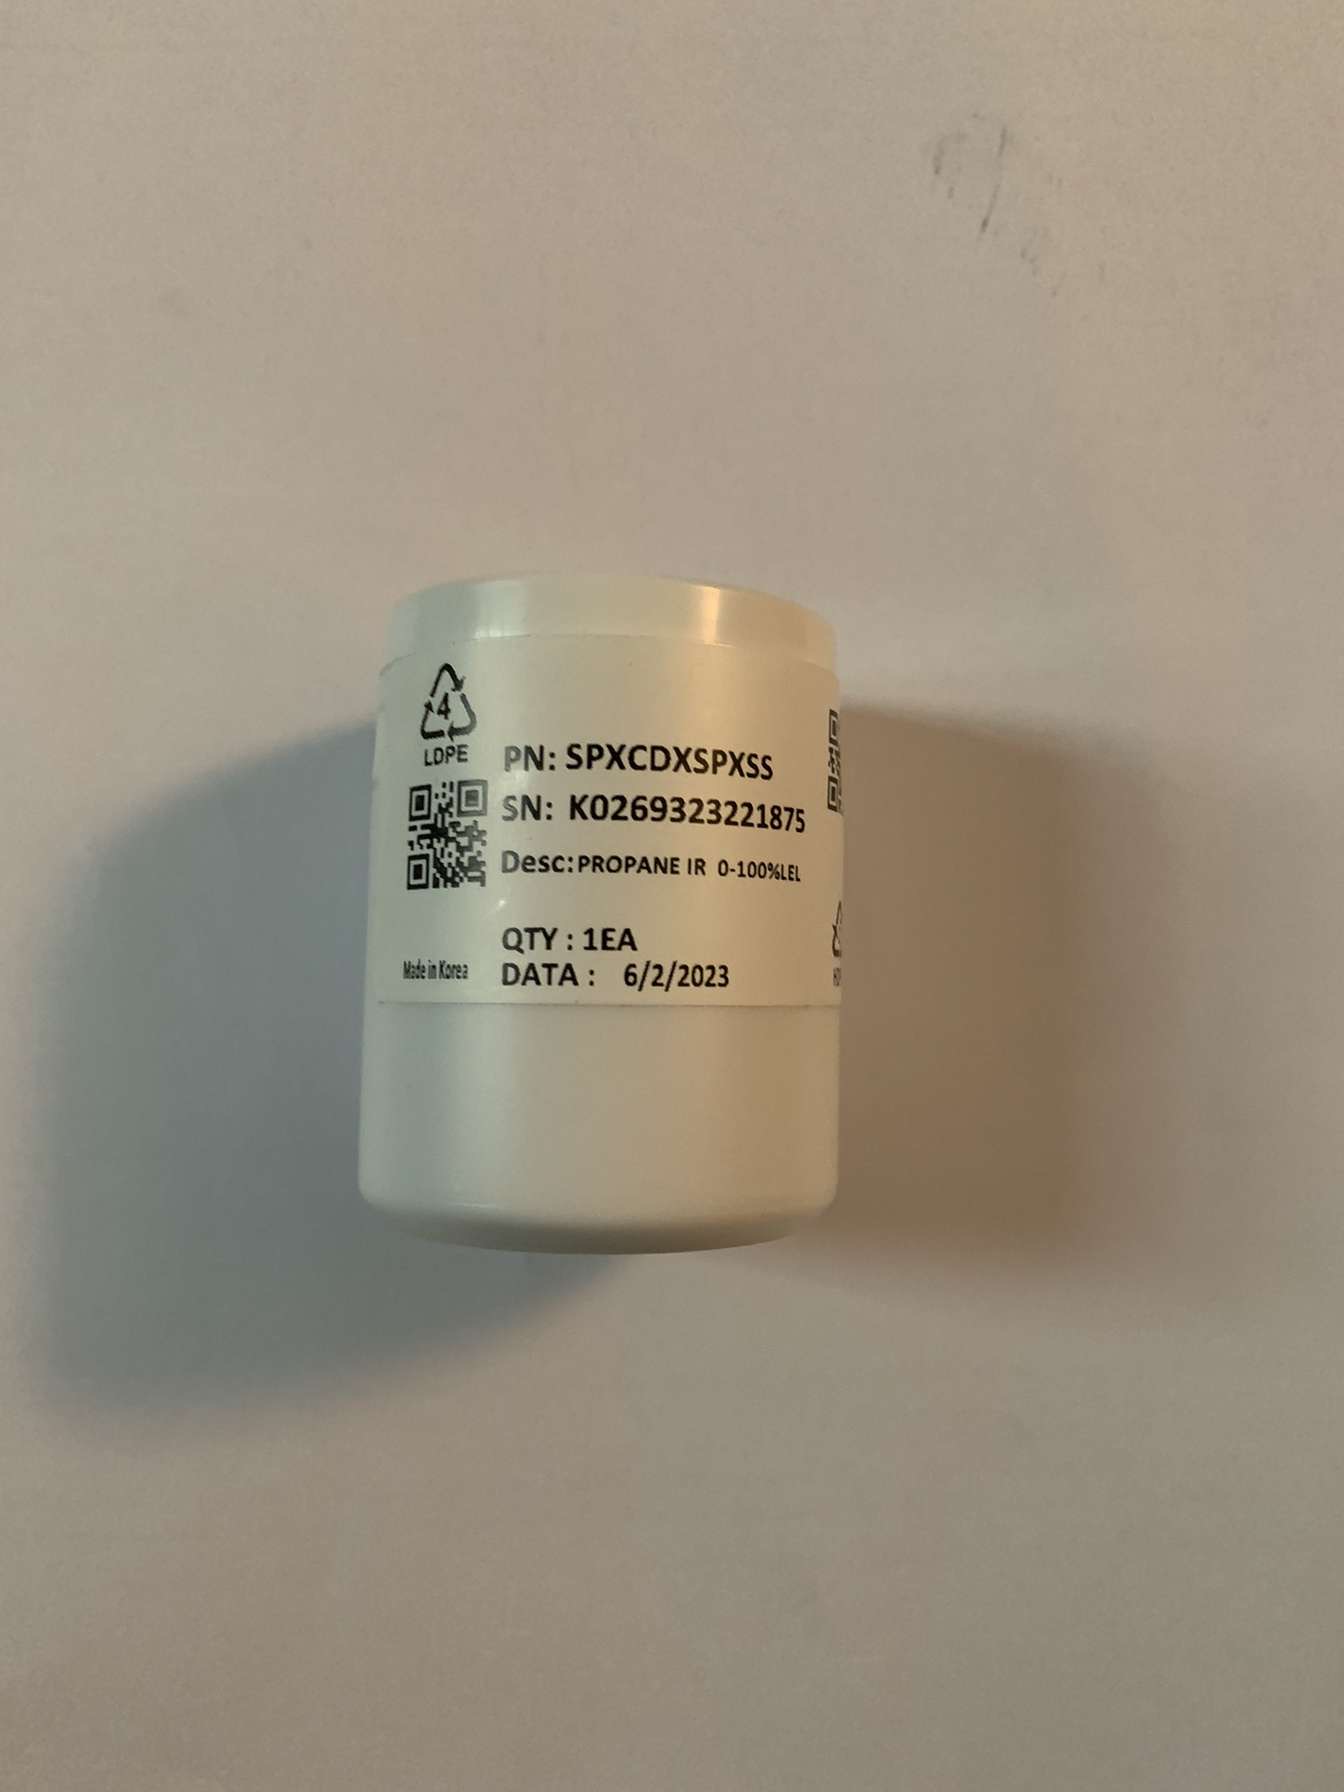 4
LDPE
PN: SPXCDXSPXSS
SN: K0269323221875
Desc:PROPANE IR 0-100%LEL
QTY : 1EA
Made in Korea
DATA : 6/2/2023